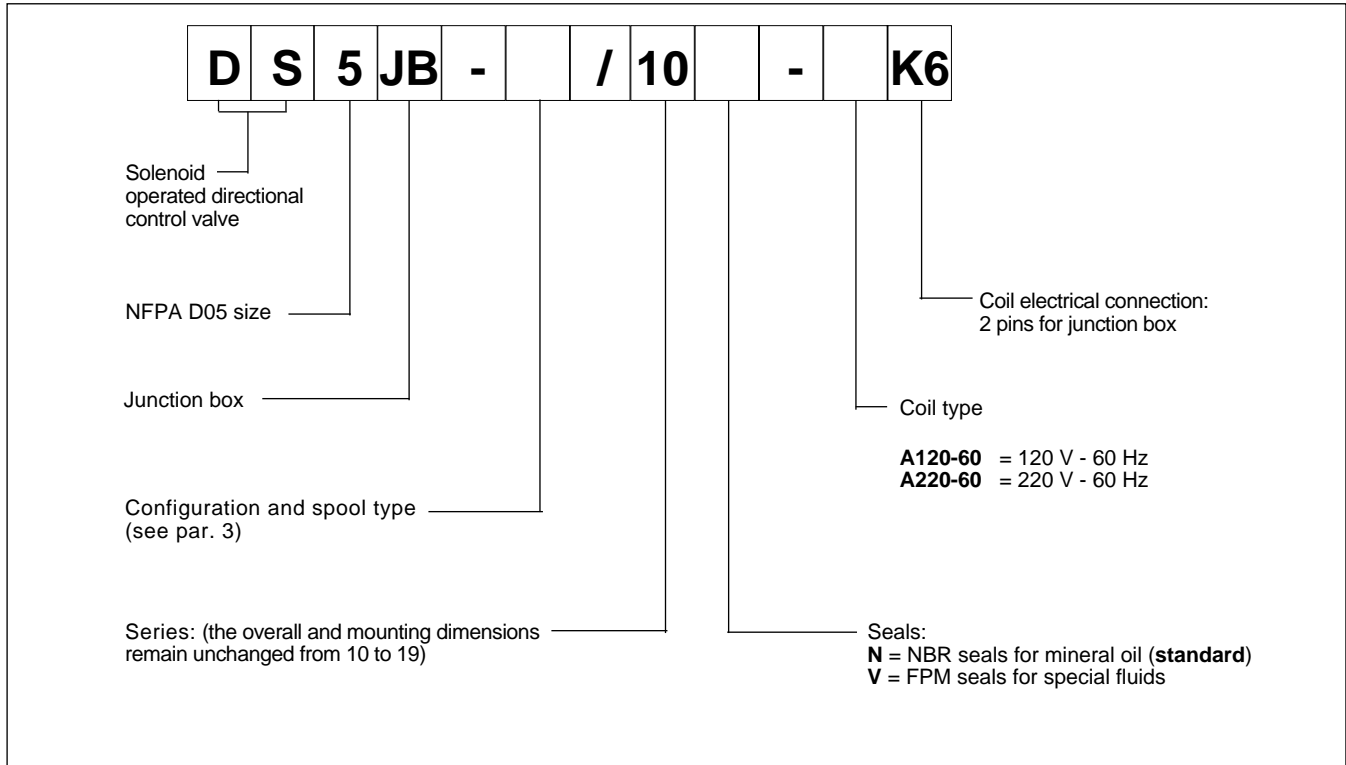 D S 5 JB - / 10 - K6
Solenoid
operated directional
control valve
NFPA D05 size
Coil electrical connection:
2 pins for junction box
Junction box
Coil type
A120-60 = 120 V - 60 Hz
A220-60 = 220 V - 60 Hz
Configuration and spool type
(see par. 3)
Series: (the overall and mounting dimensions
remain unchanged from 10 to 19)
Seals:
N = NBR seals for mineral oil (standard)
V = FPM seals for special fluids